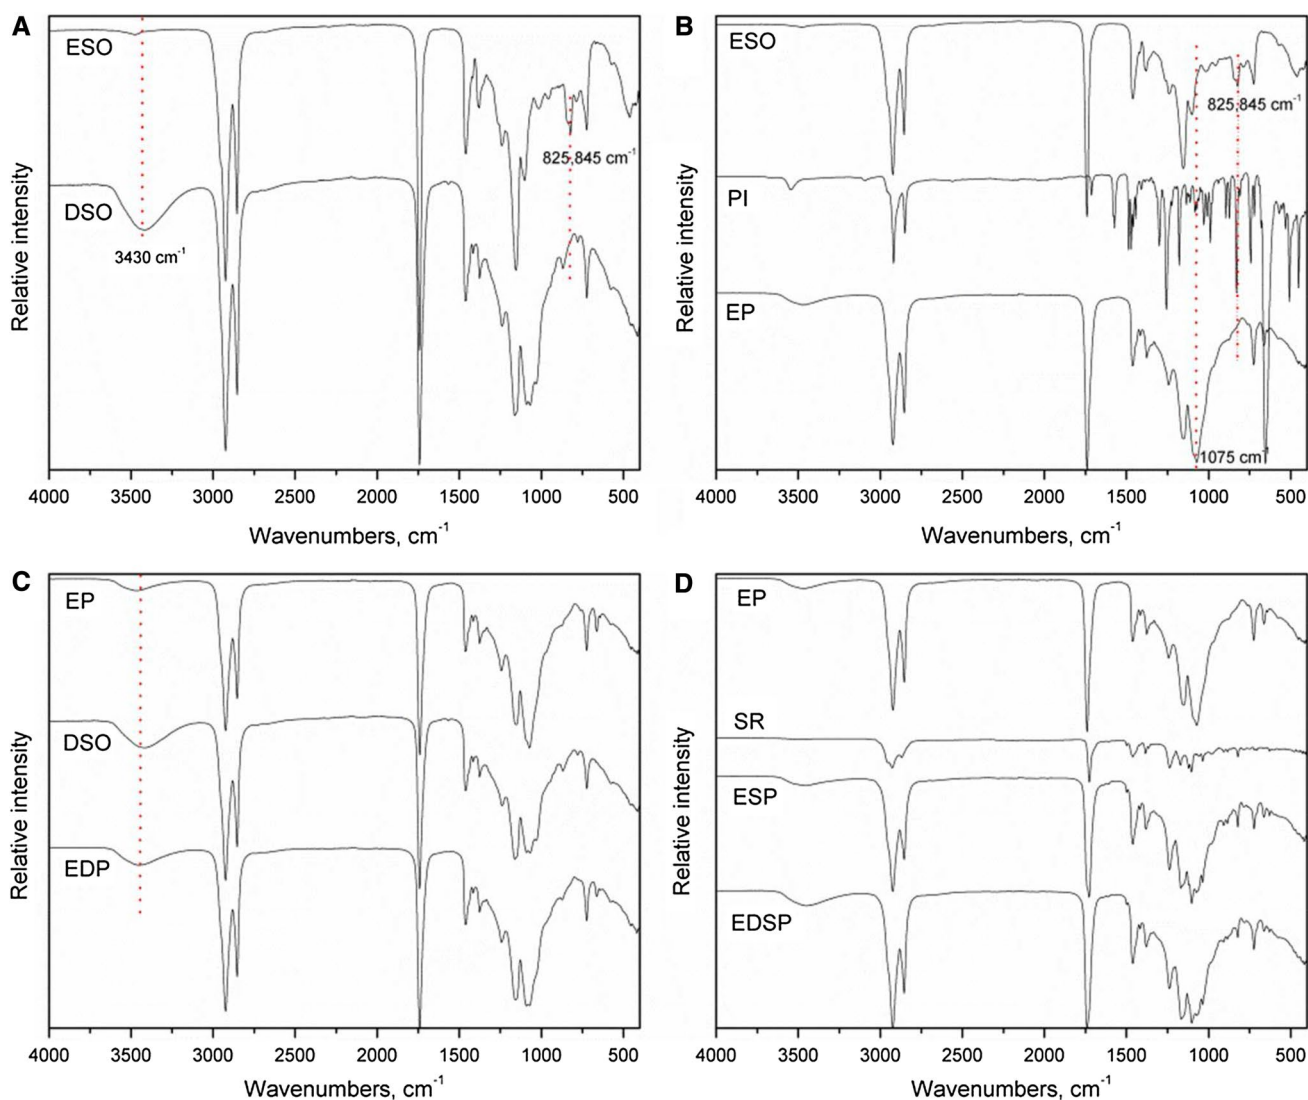 A
ESO
DSO
3430 cm⁻¹
825,845 cm⁻¹
Relative intensity
4000 3500 3000 2500 2000 1500 1000 500
Wavenumbers, cm⁻¹
B
ESO
PI
EP
825,845 cm⁻¹
1075 cm⁻¹
Relative intensity
4000 3500 3000 2500 2000 1500 1000 500
Wavenumbers, cm⁻¹
C
EP
DSO
EDP
Relative intensity
4000 3500 3000 2500 2000 1500 1000 500
Wavenumbers, cm⁻¹
D
EP
SR
ESP
EDSP
Relative intensity
4000 3500 3000 2500 2000 1500 1000 500
Wavenumbers, cm⁻¹